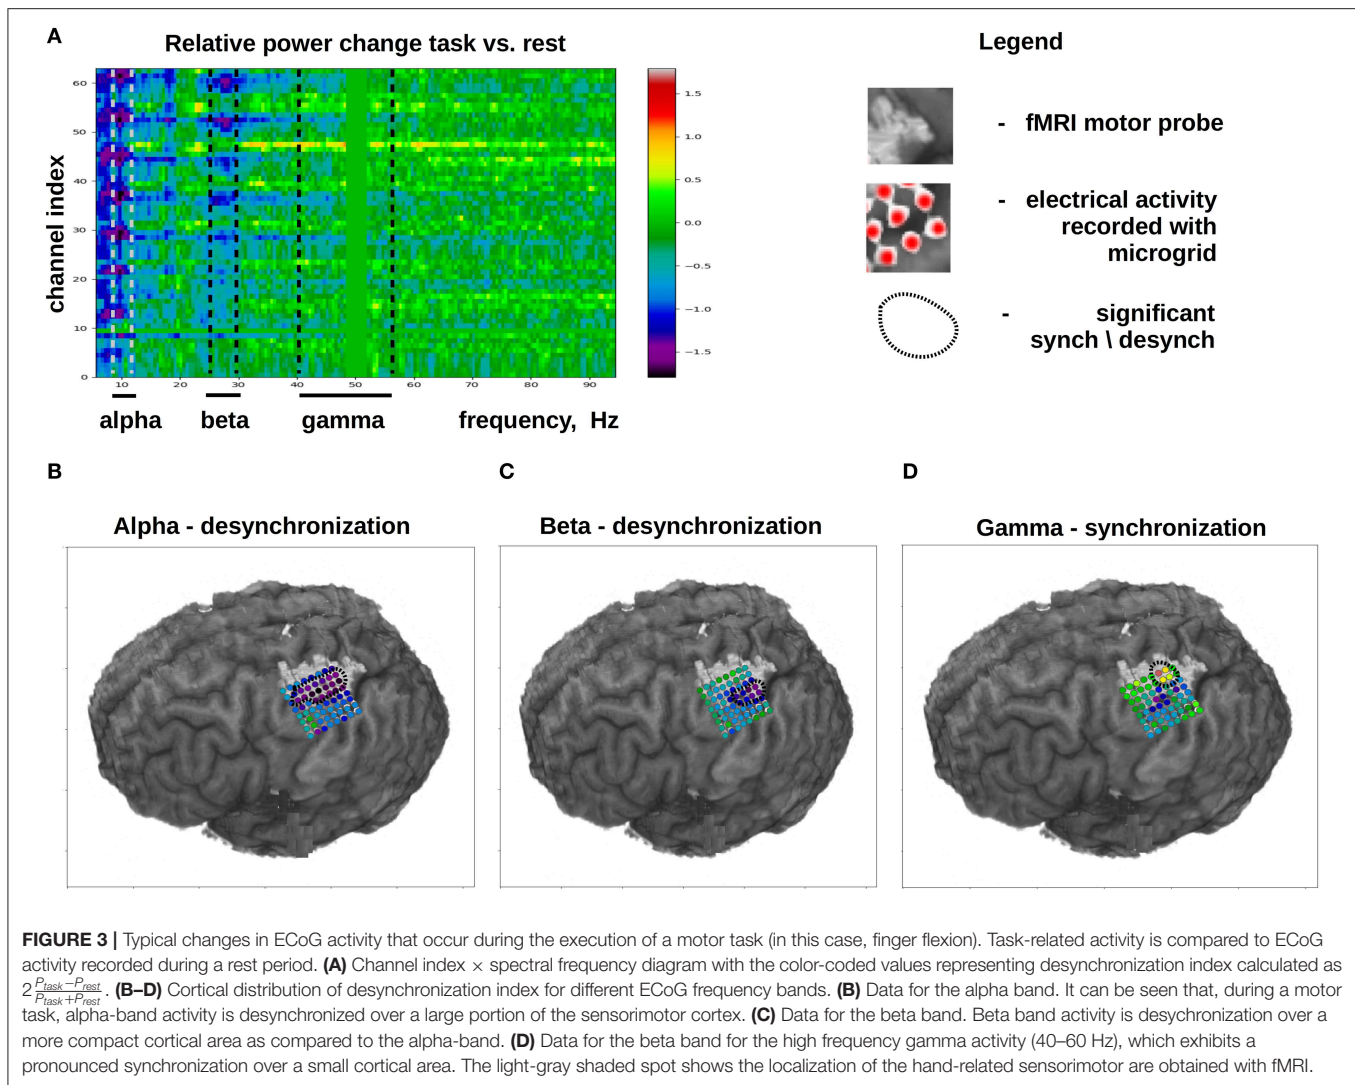 A
Relative power change task vs. rest
channel index
60
50
40
30
20
10
0
10 20 30 40 50 60 70 80 90
1.5
1.0
0.5
0.0
−0.5
−1.0
−1.5
alpha beta gamma frequency, Hz
Legend
- fMRI motor probe
- electrical activity
recorded with
microgrid
- significant
synch \ desynch
B
Alpha - desynchronization
C
Beta - desynchronization
D
Gamma - synchronization
FIGURE 3 | Typical changes in ECoG activity that occur during the execution of a motor task (in this case, finger flexion). Task-related activity is compared to ECoG
activity recorded during a rest period. (A) Channel index × spectral frequency diagram with the color-coded values representing desynchronization index calculated as
2 (P_task−P_rest)/(P_task+P_rest). (B–D) Cortical distribution of desynchronization index for different ECoG frequency bands. (B) Data for the alpha band. It can be seen that, during a motor
task, alpha-band activity is desynchronized over a large portion of the sensorimotor cortex. (C) Data for the beta band. Beta band activity is desychronization over a
more compact cortical area as compared to the alpha-band. (D) Data for the beta band for the high frequency gamma activity (40–60 Hz), which exhibits a
pronounced synchronization over a small cortical area. The light-gray shaded spot shows the localization of the hand-related sensorimotor are obtained with fMRI.